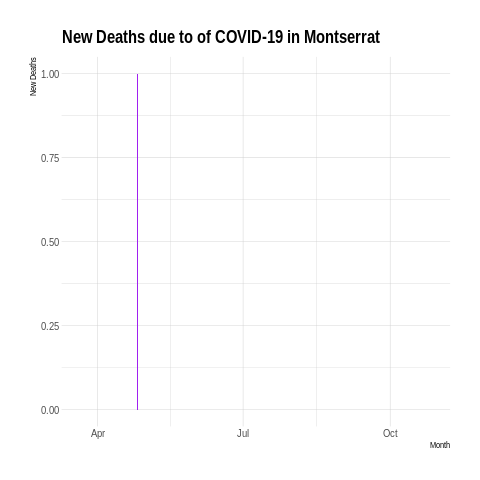 New Deaths due to of COVID-19 in Montserrat
New Deaths
1.00
0.75
0.50
0.25
0.00
Apr
Jul
Oct
Month